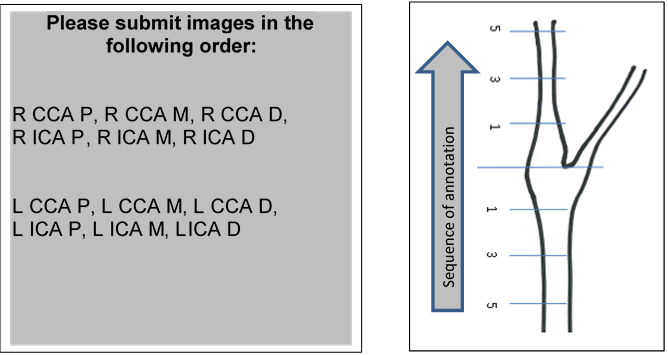 Please submit images in the
following order:
R CCA P, R CCA M, R CCA D,
R ICA P, R ICA M, R ICA D
L CCA P, L CCA M, L CCA D,
L ICA P, L ICA M, LICA D
Sequence of annotation
5
3
1
1
3
5